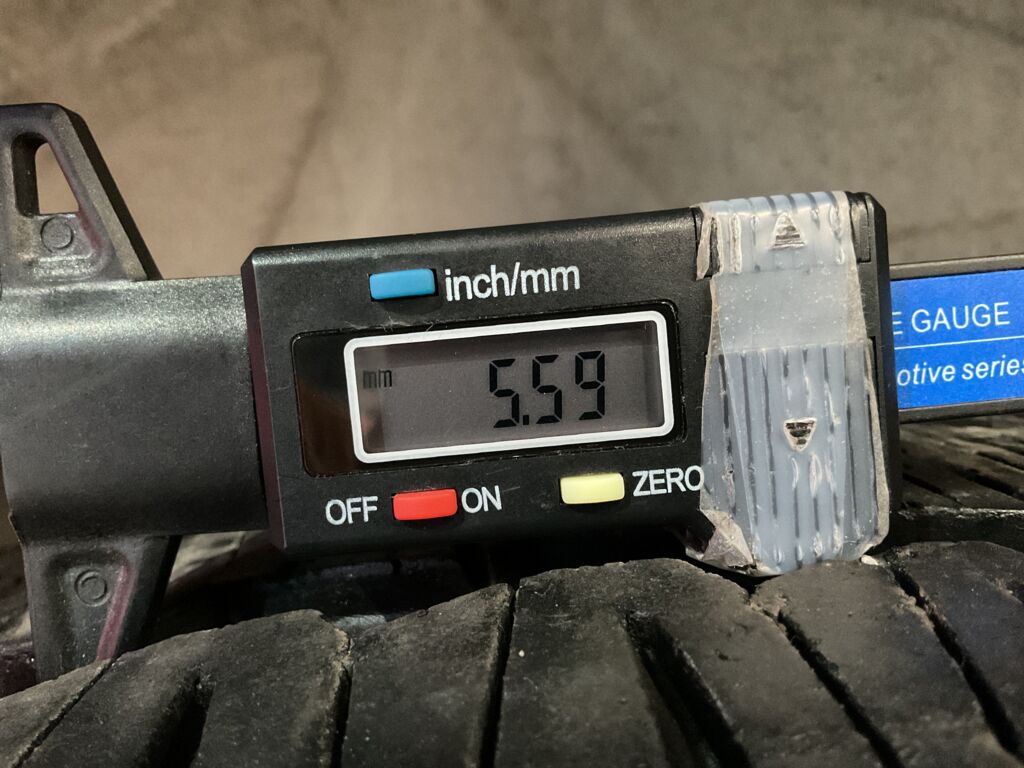 inch/mm
mm 5.59
OFF ON ZERO
E GAUGE
otive series